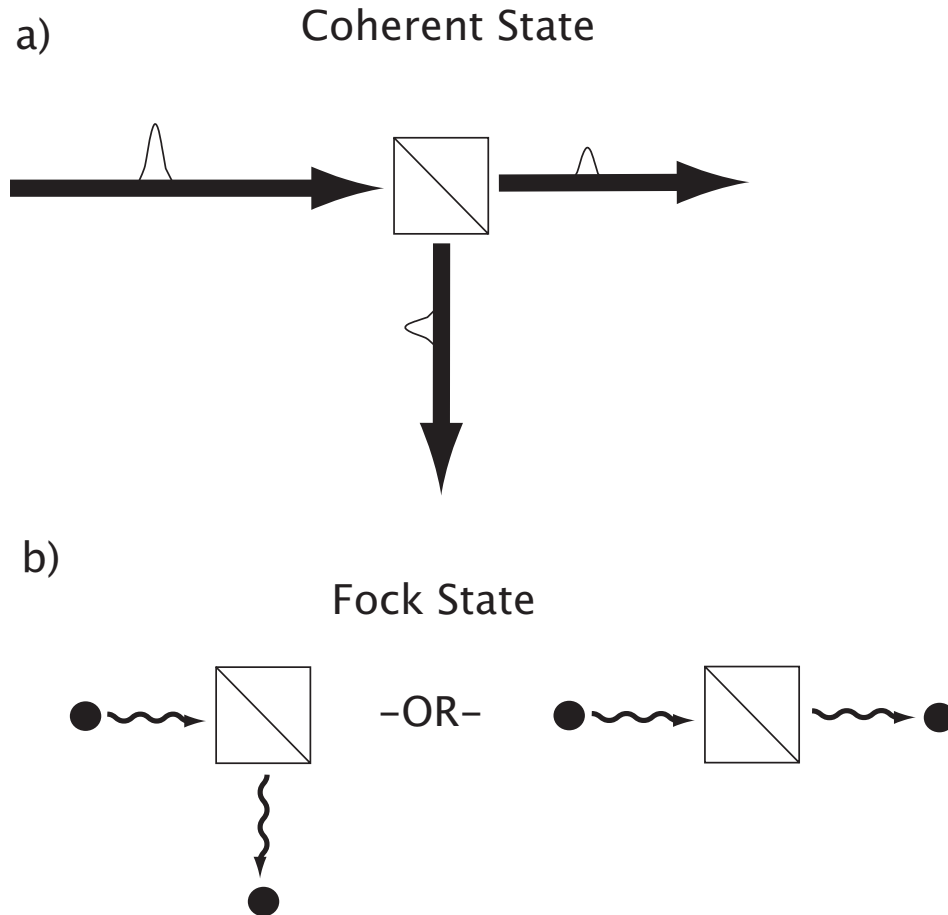 a)
Coherent State
b)
Fock State
–OR–